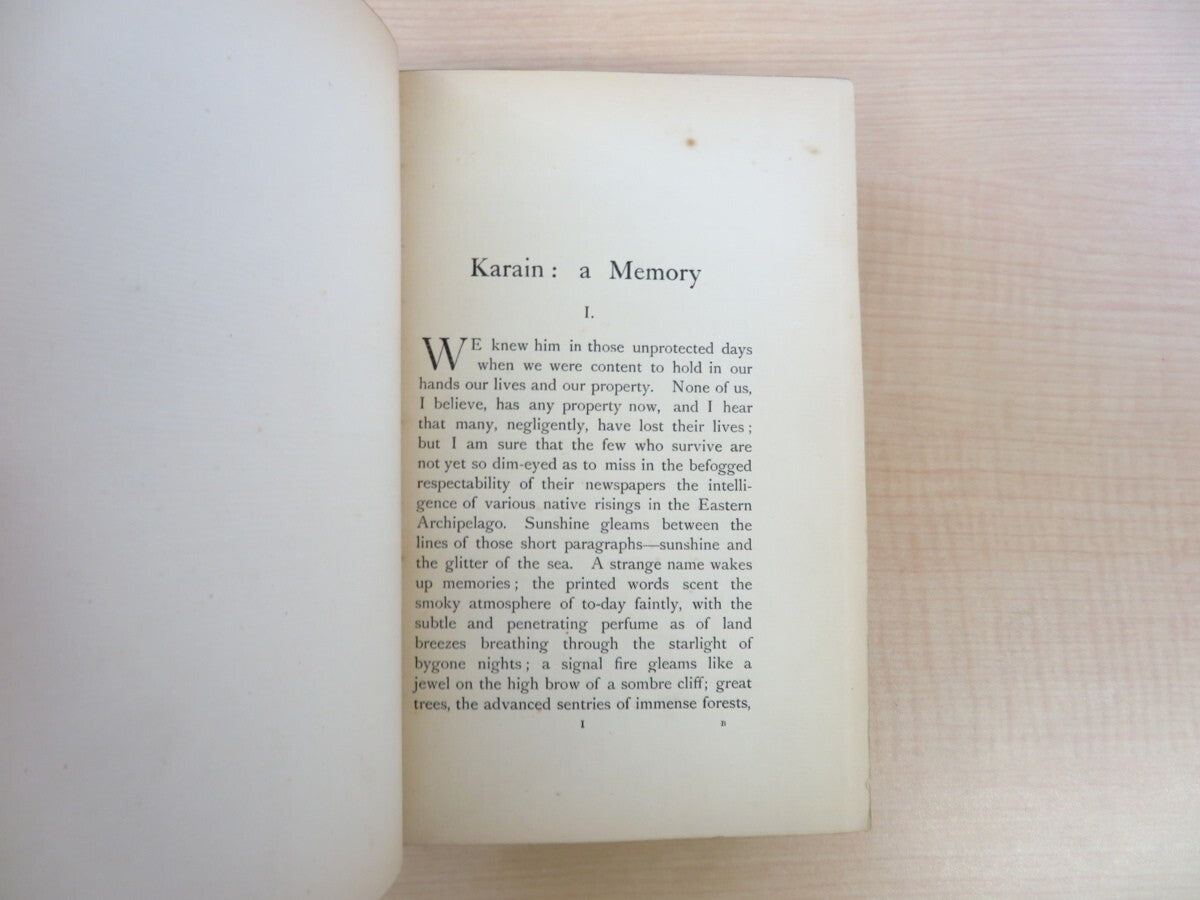 Karain : a Memory
I.
WE knew him in those unprotected days
when we were content to hold in our
hands our lives and our property. None of us,
I believe, has any property now, and I hear
that many, negligently, have lost their lives ;
but I am sure that the few who survive are
not yet so dim-eyed as to miss in the befogged
respectability of their newspapers the intelli-
gence of various native risings in the Eastern
Archipelago. Sunshine gleams between the
lines of those short paragraphs—sunshine and
the glitter of the sea. A strange name wakes
up memories ; the printed words scent the
smoky atmosphere of to-day faintly, with the
subtle and penetrating perfume as of land
breezes breathing through the starlight of
bygone nights ; a signal fire gleams like a
jewel on the high brow of a sombre cliff; great
trees, the advanced sentries of immense forests,
I B